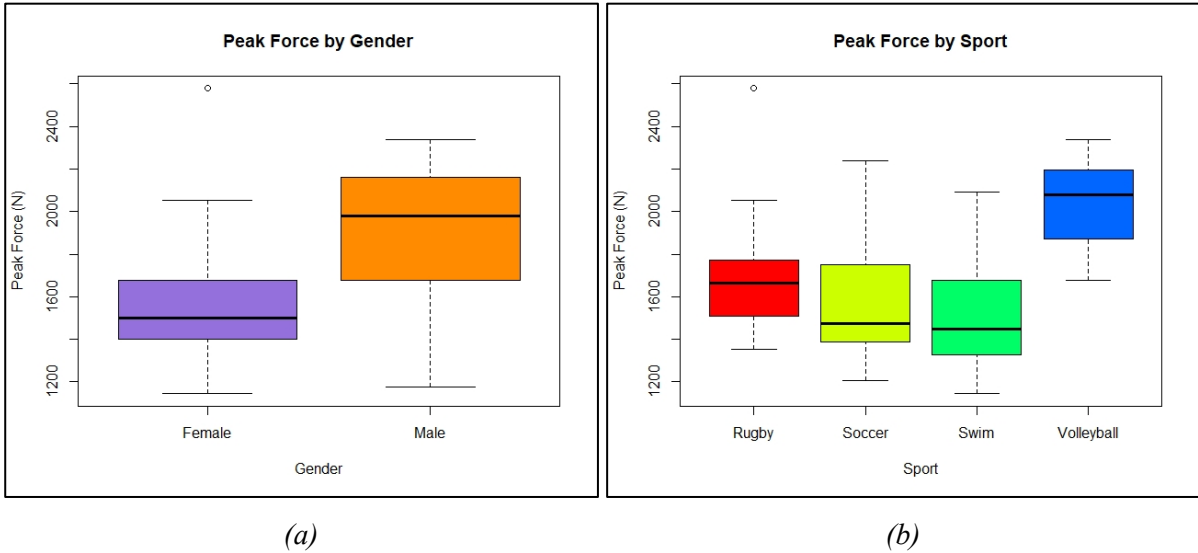 Peak Force by Gender
Peak Force (N)
2400
2000
1600
1200
Female Male
Gender
(a)
Peak Force by Sport
Peak Force (N)
2400
2000
1600
1200
Rugby Soccer Swim Volleyball
Sport
(b)